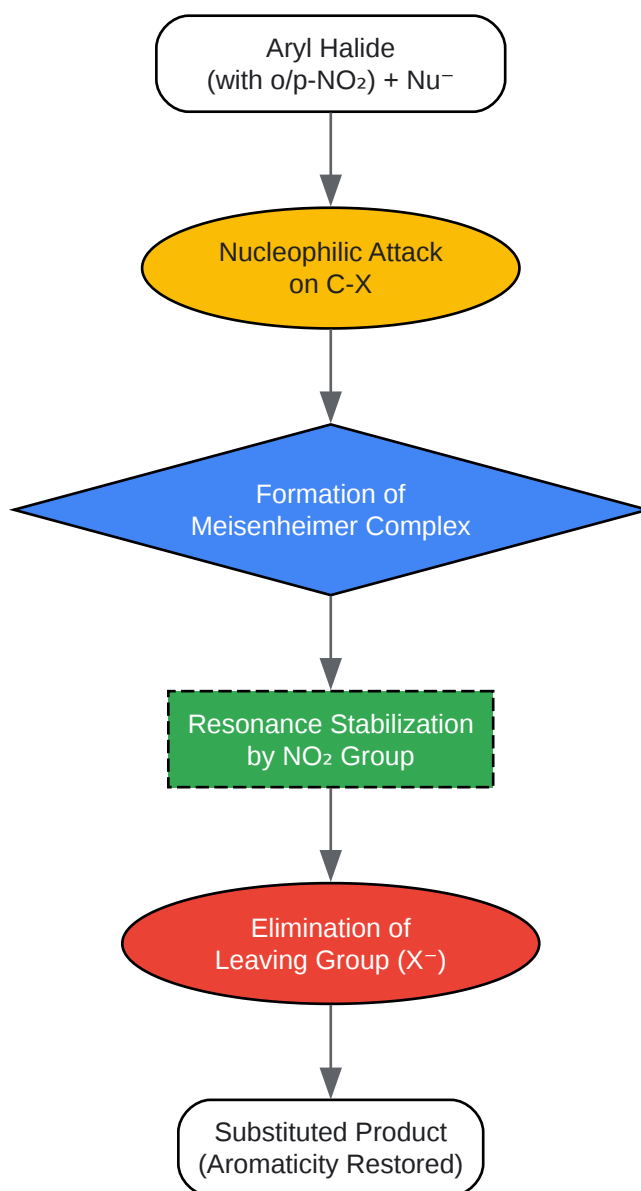 Aryl Halide
(with o/p-NO₂) + Nu⁻
Nucleophilic Attack
on C-X
Formation of
Meisenheimer Complex
Resonance Stabilization
by NO₂ Group
Elimination of
Leaving Group (X⁻)
Substituted Product
(Aromaticity Restored)